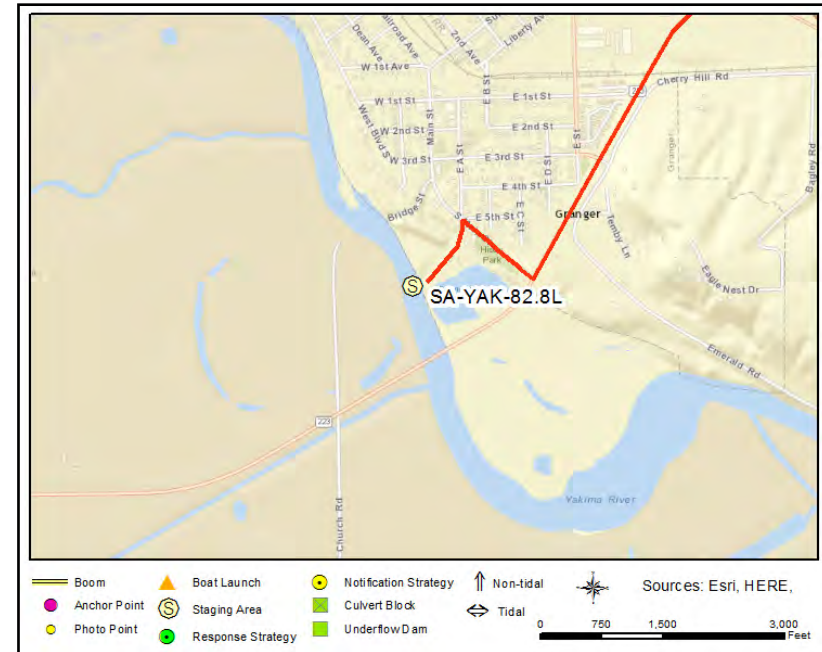 Dean Ave
Railroad Ave
2nd Ave
Liberty Ave
W 1st Ave
E B St
Cherry Hill Rd
W 1st St
E 1st St
West Blvd S
W 2nd St
Main St
E 2nd St
E St
Granger
Bagley Rd
W 3rd St
E A St
E 3rd St
E D St
E 4th St
Bridge St
E 5th St
E C St
Granger
Temby Ln
Park
Eagle Nest Dr
S
SA-YAK-82.8L
Emerald Rd
223
Church Rd
Yakima River
Boom
Boat Launch
Notification Strategy
Non-tidal
Sources: Esri, HERE,
Anchor Point
S
Staging Area
Culvert Block
Tidal
Photo Point
Response Strategy
Underflow Dam
0 750 1,500 3,000
Feet